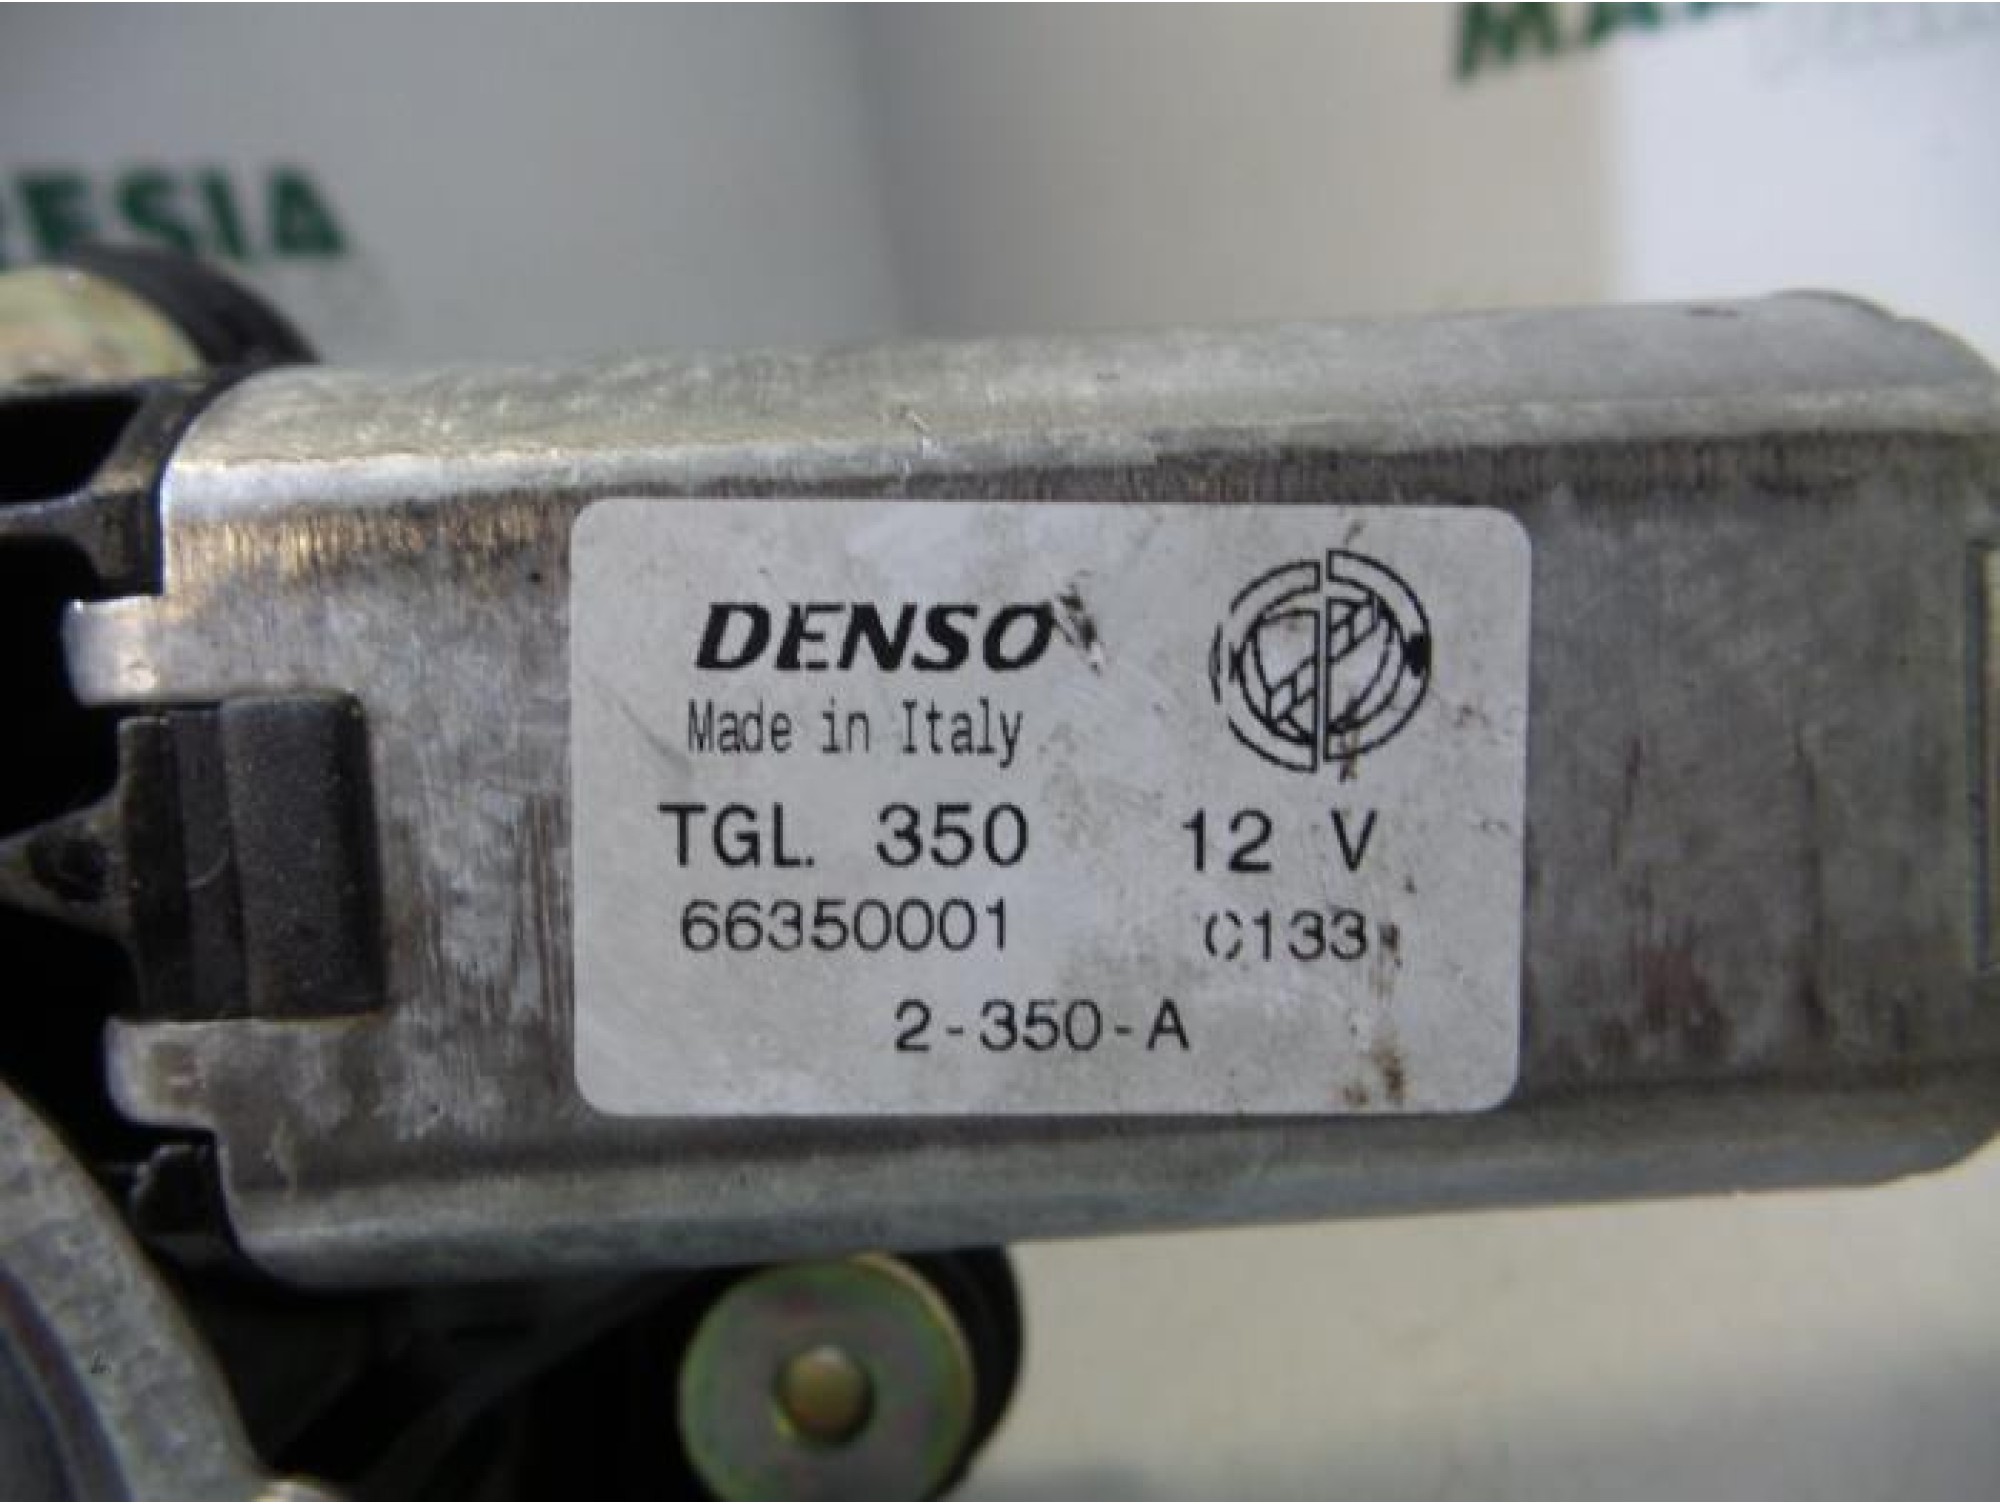 DENSO
Made in Italy
TGL. 350 12 V
66350001 C133
2-350-A